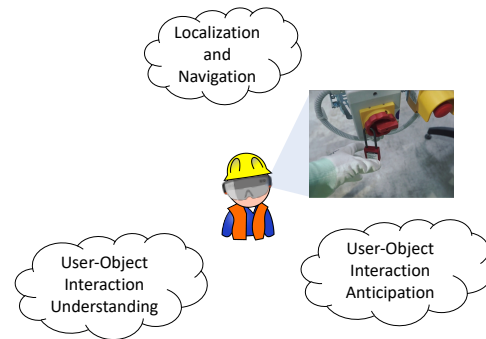 Localization
and
Navigation
User-Object
Interaction
Understanding
User-Object
Interaction
Anticipation